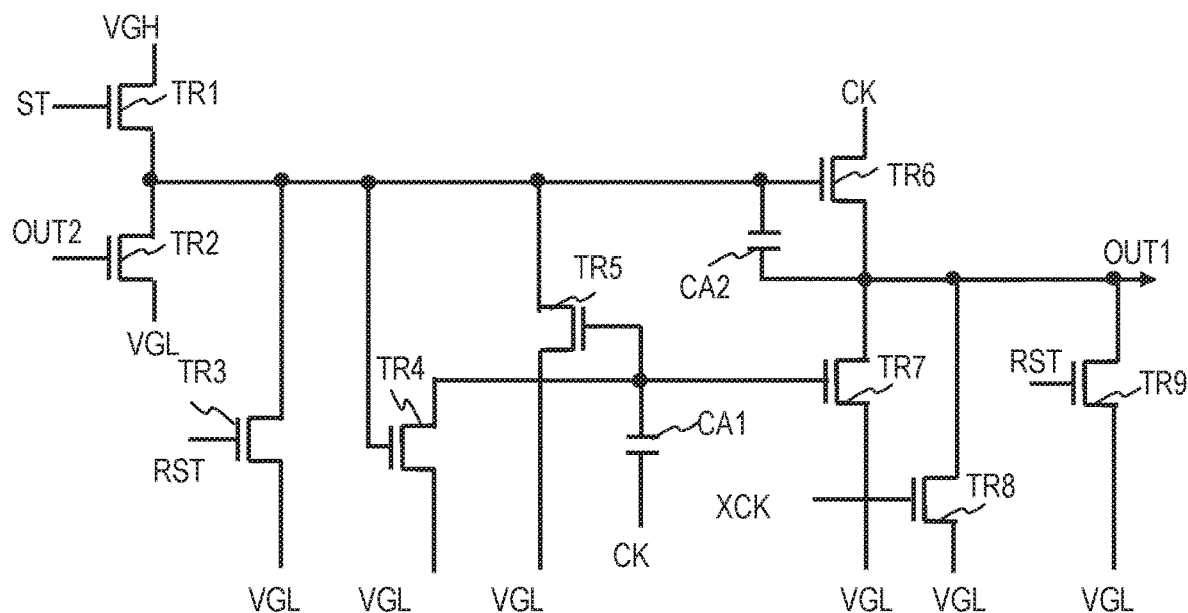 VGH
ST
TR1
CK
TR6
OUT2
TR2
OUT1
TR5
CA2
VGL
TR3
TR4
TR7
RST
TR9
CA1
RST
XCK
TR8
CK
VGL
VGL
VGL
VGL
VGL
VGL